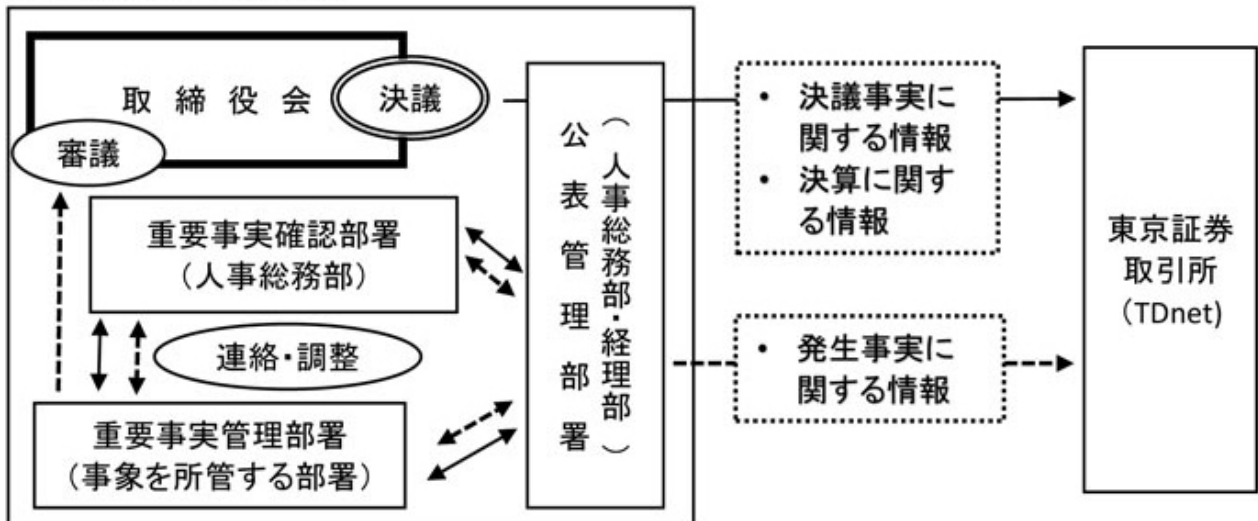 取締役会
決議
審議
重要事実確認部署
（人事総務部）
連絡・調整
重要事実管理部署
（事象を所管する部署）
公表管理部署
（人事総務部・経理部）
・ 決議事実に
関する情報
・ 決算に関す
る情報
・ 発生事実に
関する情報
東京証券
取引所
（TDnet)